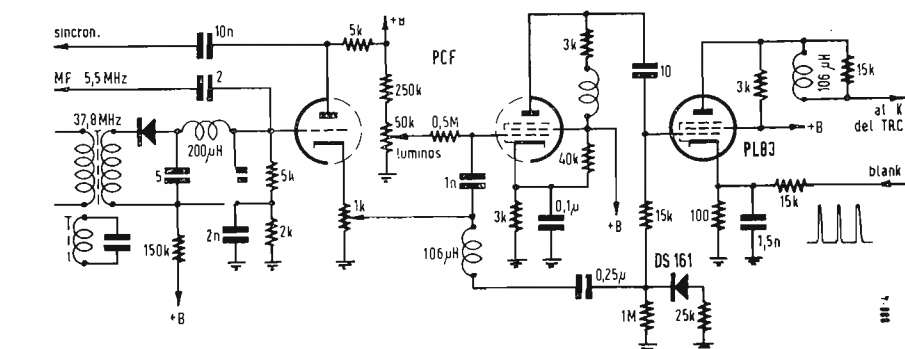 sincron.
10n
5k
+B
PCF
MF 5,5 MHz
2
250k
50k
luminos
0,5M
37,8MHz
200µH
5
5k
1k
2n
2k
150k
+B
1n
106µH
3k
0,1µ
3k
40k
+B
10
15k
0,25µ
DS 161
1M
25k
3k
106 µH
15k
al K
del TRC
+B
PL83
blank
15k
100
1,5n